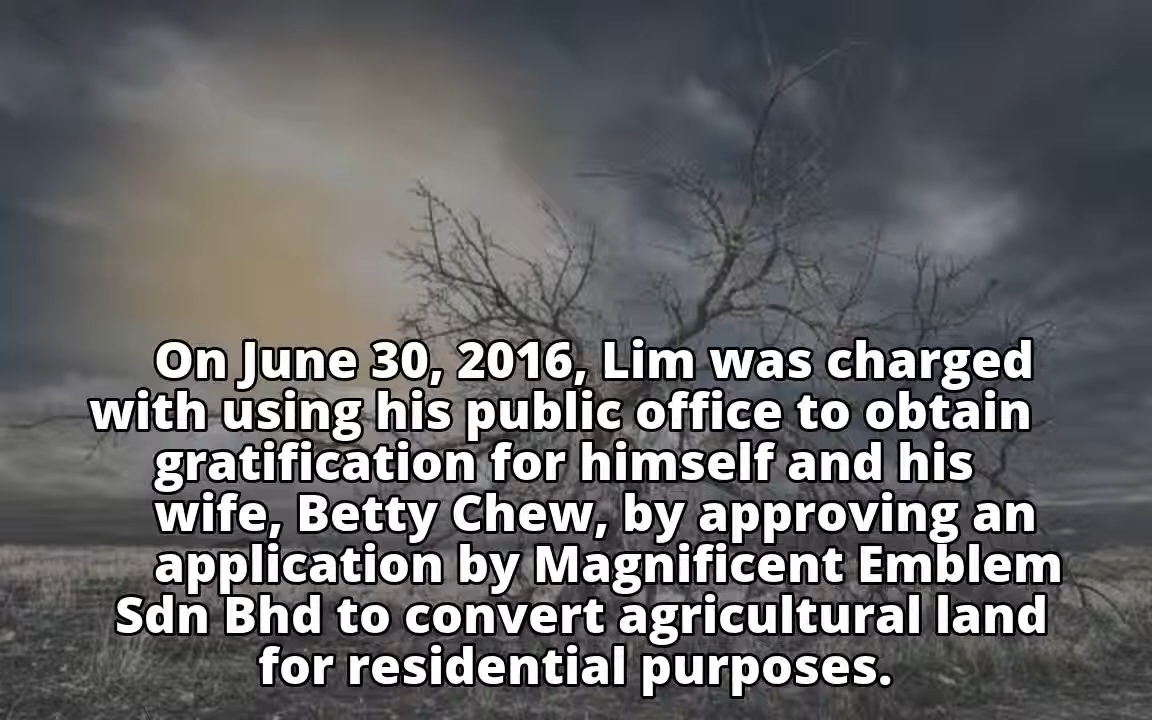 On June 30, 2016, Lim was charged
with using his public office to obtain
gratification for himself and his
wife, Betty Chew, by approving an
application by Magnificent Emblem
Sdn Bhd to convert agricultural land
for residential purposes.